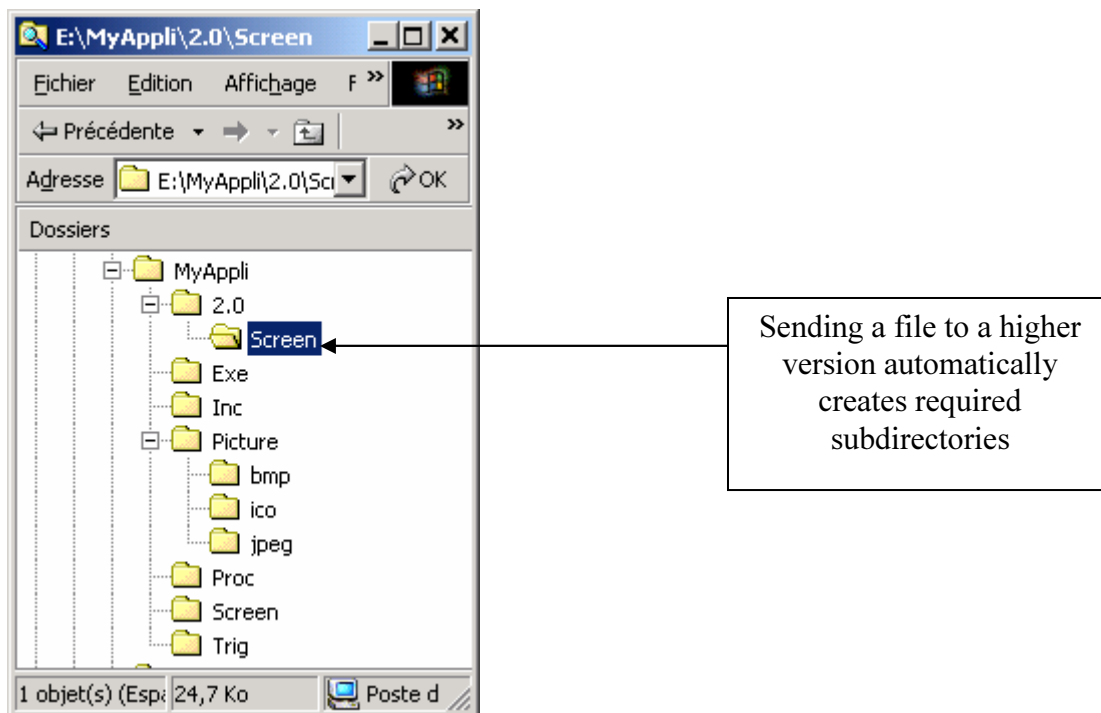 E:\MyAppli\2.0\Screen
Fichier Edition Affichage F »
Précédente »
Adresse E:\MyAppli\2.0\Scr OK
Dossiers
MyAppli
2.0
Screen
Exe
Inc
Picture
bmp
ico
jpeg
Proc
Screen
Trig
1 objet(s) (Espa 24,7 Ko Poste d
Sending a file to a higher
version automatically
creates required
subdirectories